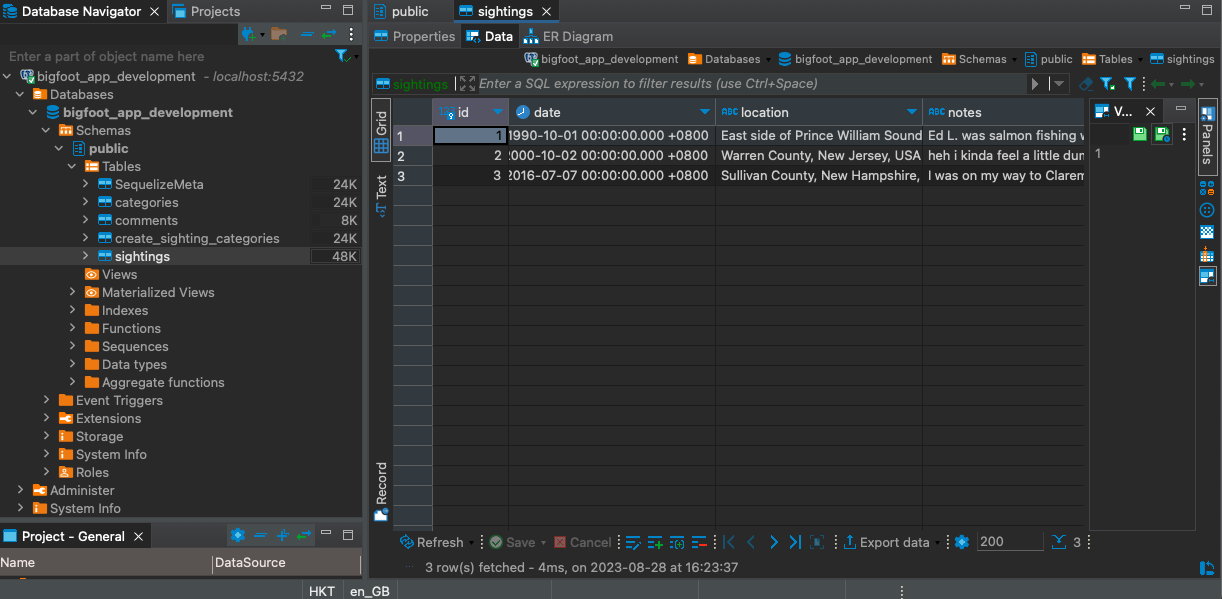 Database Navigator
Projects
Enter a part of object name here
bigfoot_app_development - localhost:5432
Databases
bigfoot_app_development
Schemas
public
Tables
SequelizeMeta 24K
categories 24K
comments 8K
create_sighting_categories 24K
sightings 48K
Views
Materialized Views
Indexes
Functions
Sequences
Data types
Aggregate functions
Event Triggers
Extensions
Storage
System Info
Roles
Administer
System Info
Project - General
Name DataSource
public
sightings
Properties Data ER Diagram
bigfoot_app_development Databases bigfoot_app_development Schemas public Tables sightings
sightings Enter a SQL expression to filter results (use Ctrl+Space)
Grid
Text
Record
123 id date ABC location ABC notes
1 1 1990-10-01 00:00:00.000 +0800 East side of Prince William Sound Ed L. was salmon fishing w
2 2 2000-10-02 00:00:00.000 +0800 Warren County, New Jersey, USA heh i kinda feel a little dum
3 3 2016-07-07 00:00:00.000 +0800 Sullivan County, New Hampshire, I was on my way to Clarem
V...
1
Panels
Refresh Save Cancel Export data 200 3
3 row(s) fetched - 4ms, on 2023-08-28 at 16:23:37
HKT en_GB